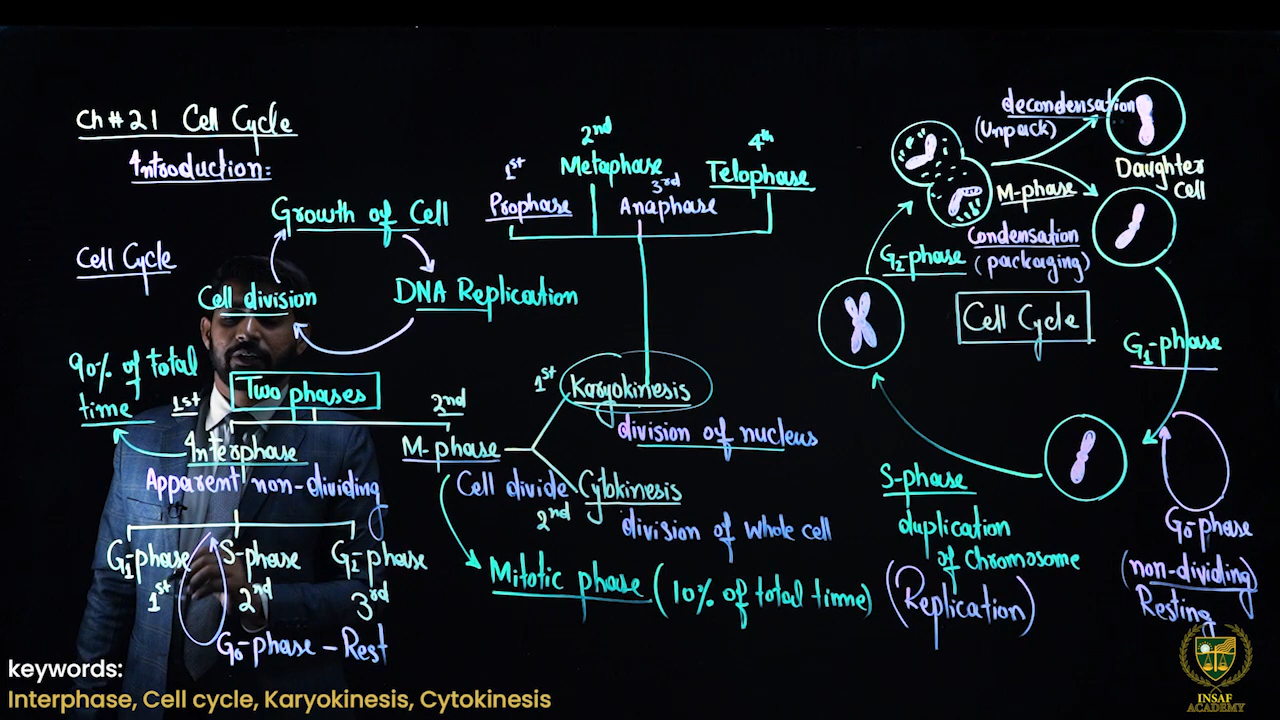 Ch # 21 Cell Cycle
Introduction:
Cell Cycle
Growth of Cell
DNA Replication
Cell division
90% of total
time
Two phases
1st
Interphase
Apparent non-dividing
G1-phase
1st
S-phase
2nd
G2-phase
3rd
G0-phase – Rest
2nd
M-phase
Cell divide
Mitotic phase (10% of total time)
1st
Karyokinesis
division of nucleus
2nd
Cytokinesis
division of whole cell
1st
Prophase
2nd
Metaphase
3rd
Anaphase
4th
Telophase
decondensation
(Unpack)
Daughter
Cell
M-phase
Condensation
(packaging)
G2-phase
Cell Cycle
G1-phase
S-phase
duplication
of Chromosome
(Replication)
G0-phase
(non-dividing)
Resting
keywords:
Interphase, Cell cycle, Karyokinesis, Cytokinesis
INSAF
ACADEMY